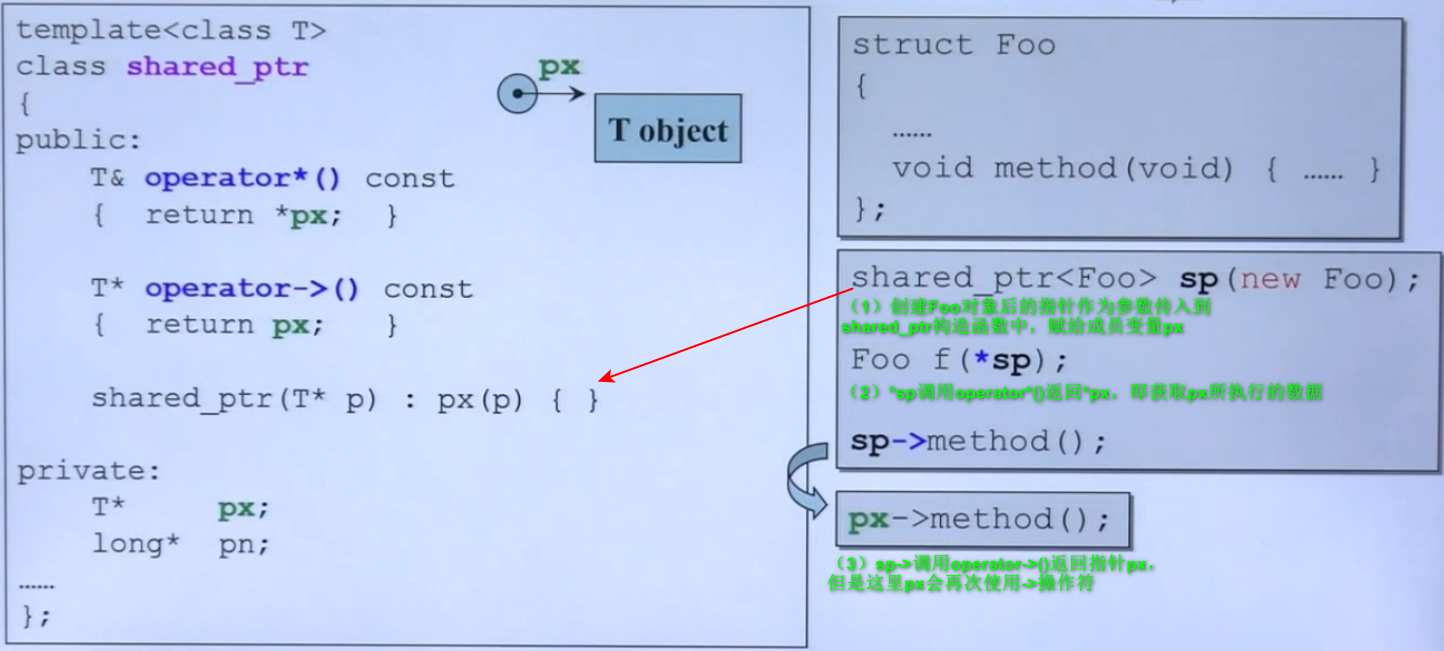 template<class T>
class shared_ptr
{
public:
T& operator*() const
{ return *px; }
T* operator->() const
{ return px; }
shared_ptr(T* p) : px(p) { }
private:
T* px;
long* pn;
……
};
px
T object
struct Foo
{
……
void method(void) { …… }
};
shared_ptr<Foo> sp(new Foo);
（1）创建Foo对象后的指针作为参数传入到
shared_ptr构造函数中，赋给成员变量px
Foo f(*sp);
（2）*sp调用operator*()返回*px，即获取px所执行的数据
sp->method();
px->method();
（3）sp->调用operator->()返回指针px，
但是这里px会再次使用->操作符